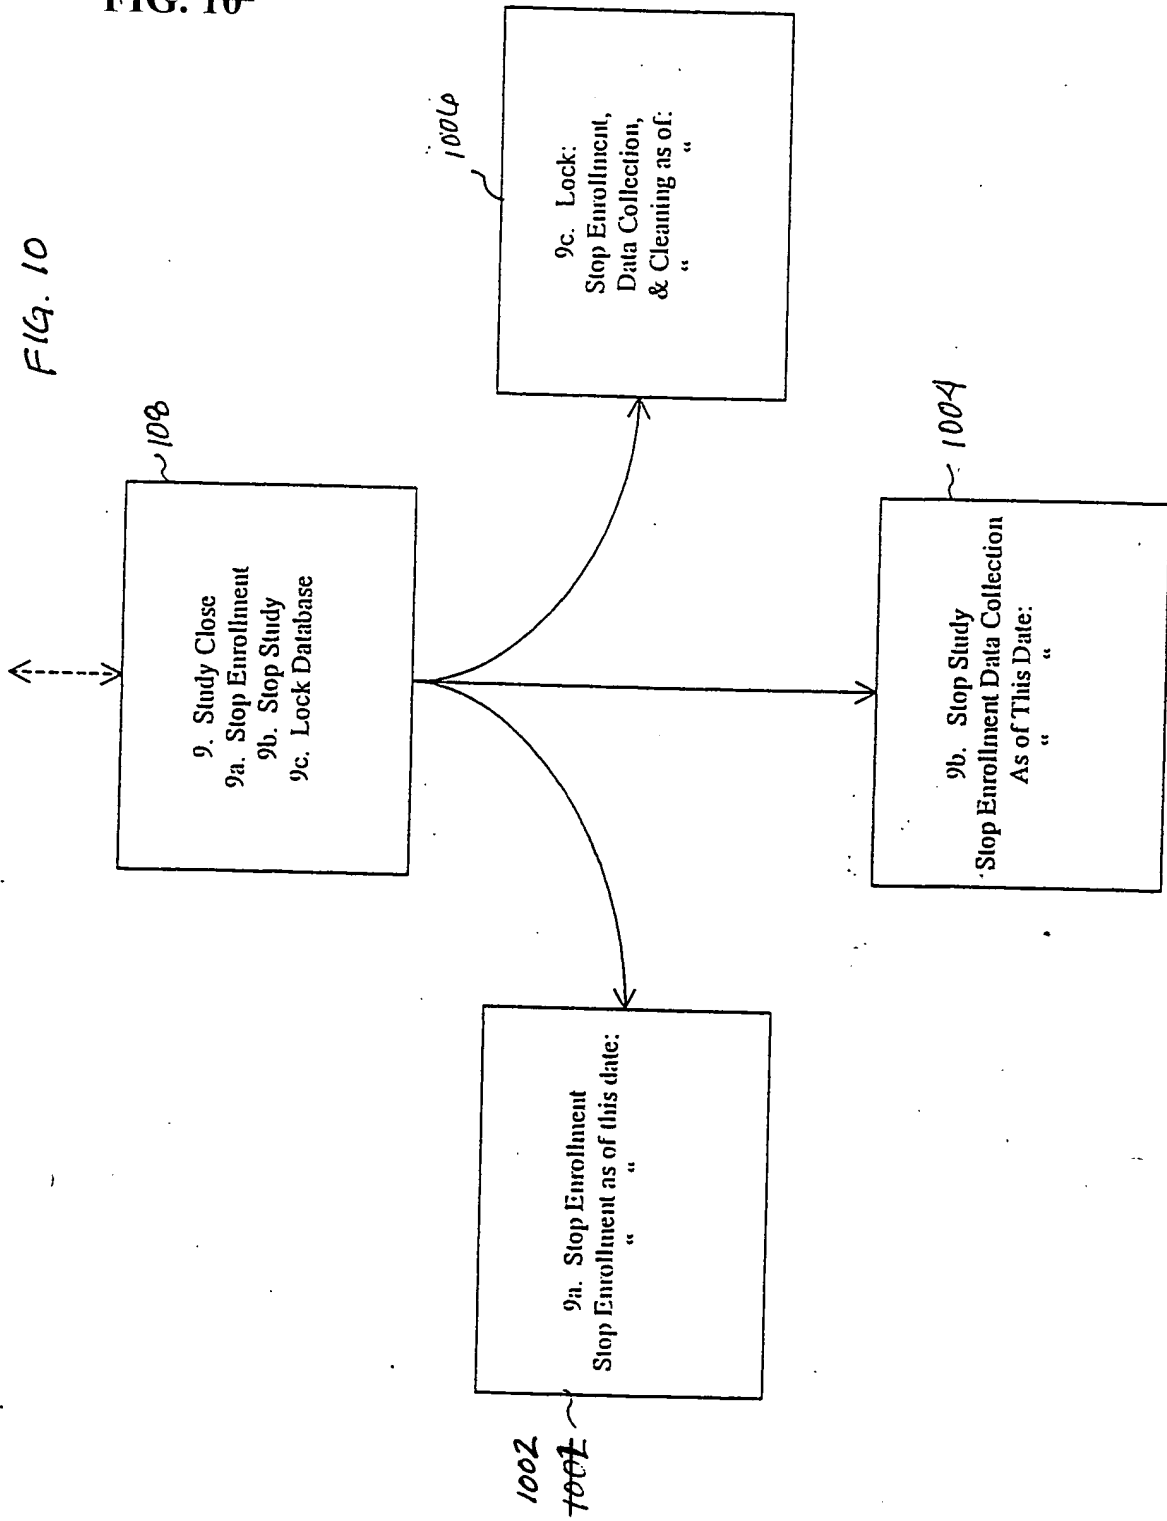 FIG. 10
FIG. 10
108
9. Study Close
9a. Stop Enrollment
9b. Stop Study
9c. Lock Database
1002
1002
9a. Stop Enrollment
Stop Enrollment as of this date:
“ “
1004
9b. Stop Study
Stop Enrollment Data Collection
As of This Date:
“ “
1006
9c. Lock:
Stop Enrollment,
Data Collection,
& Cleaning as of:
“ “